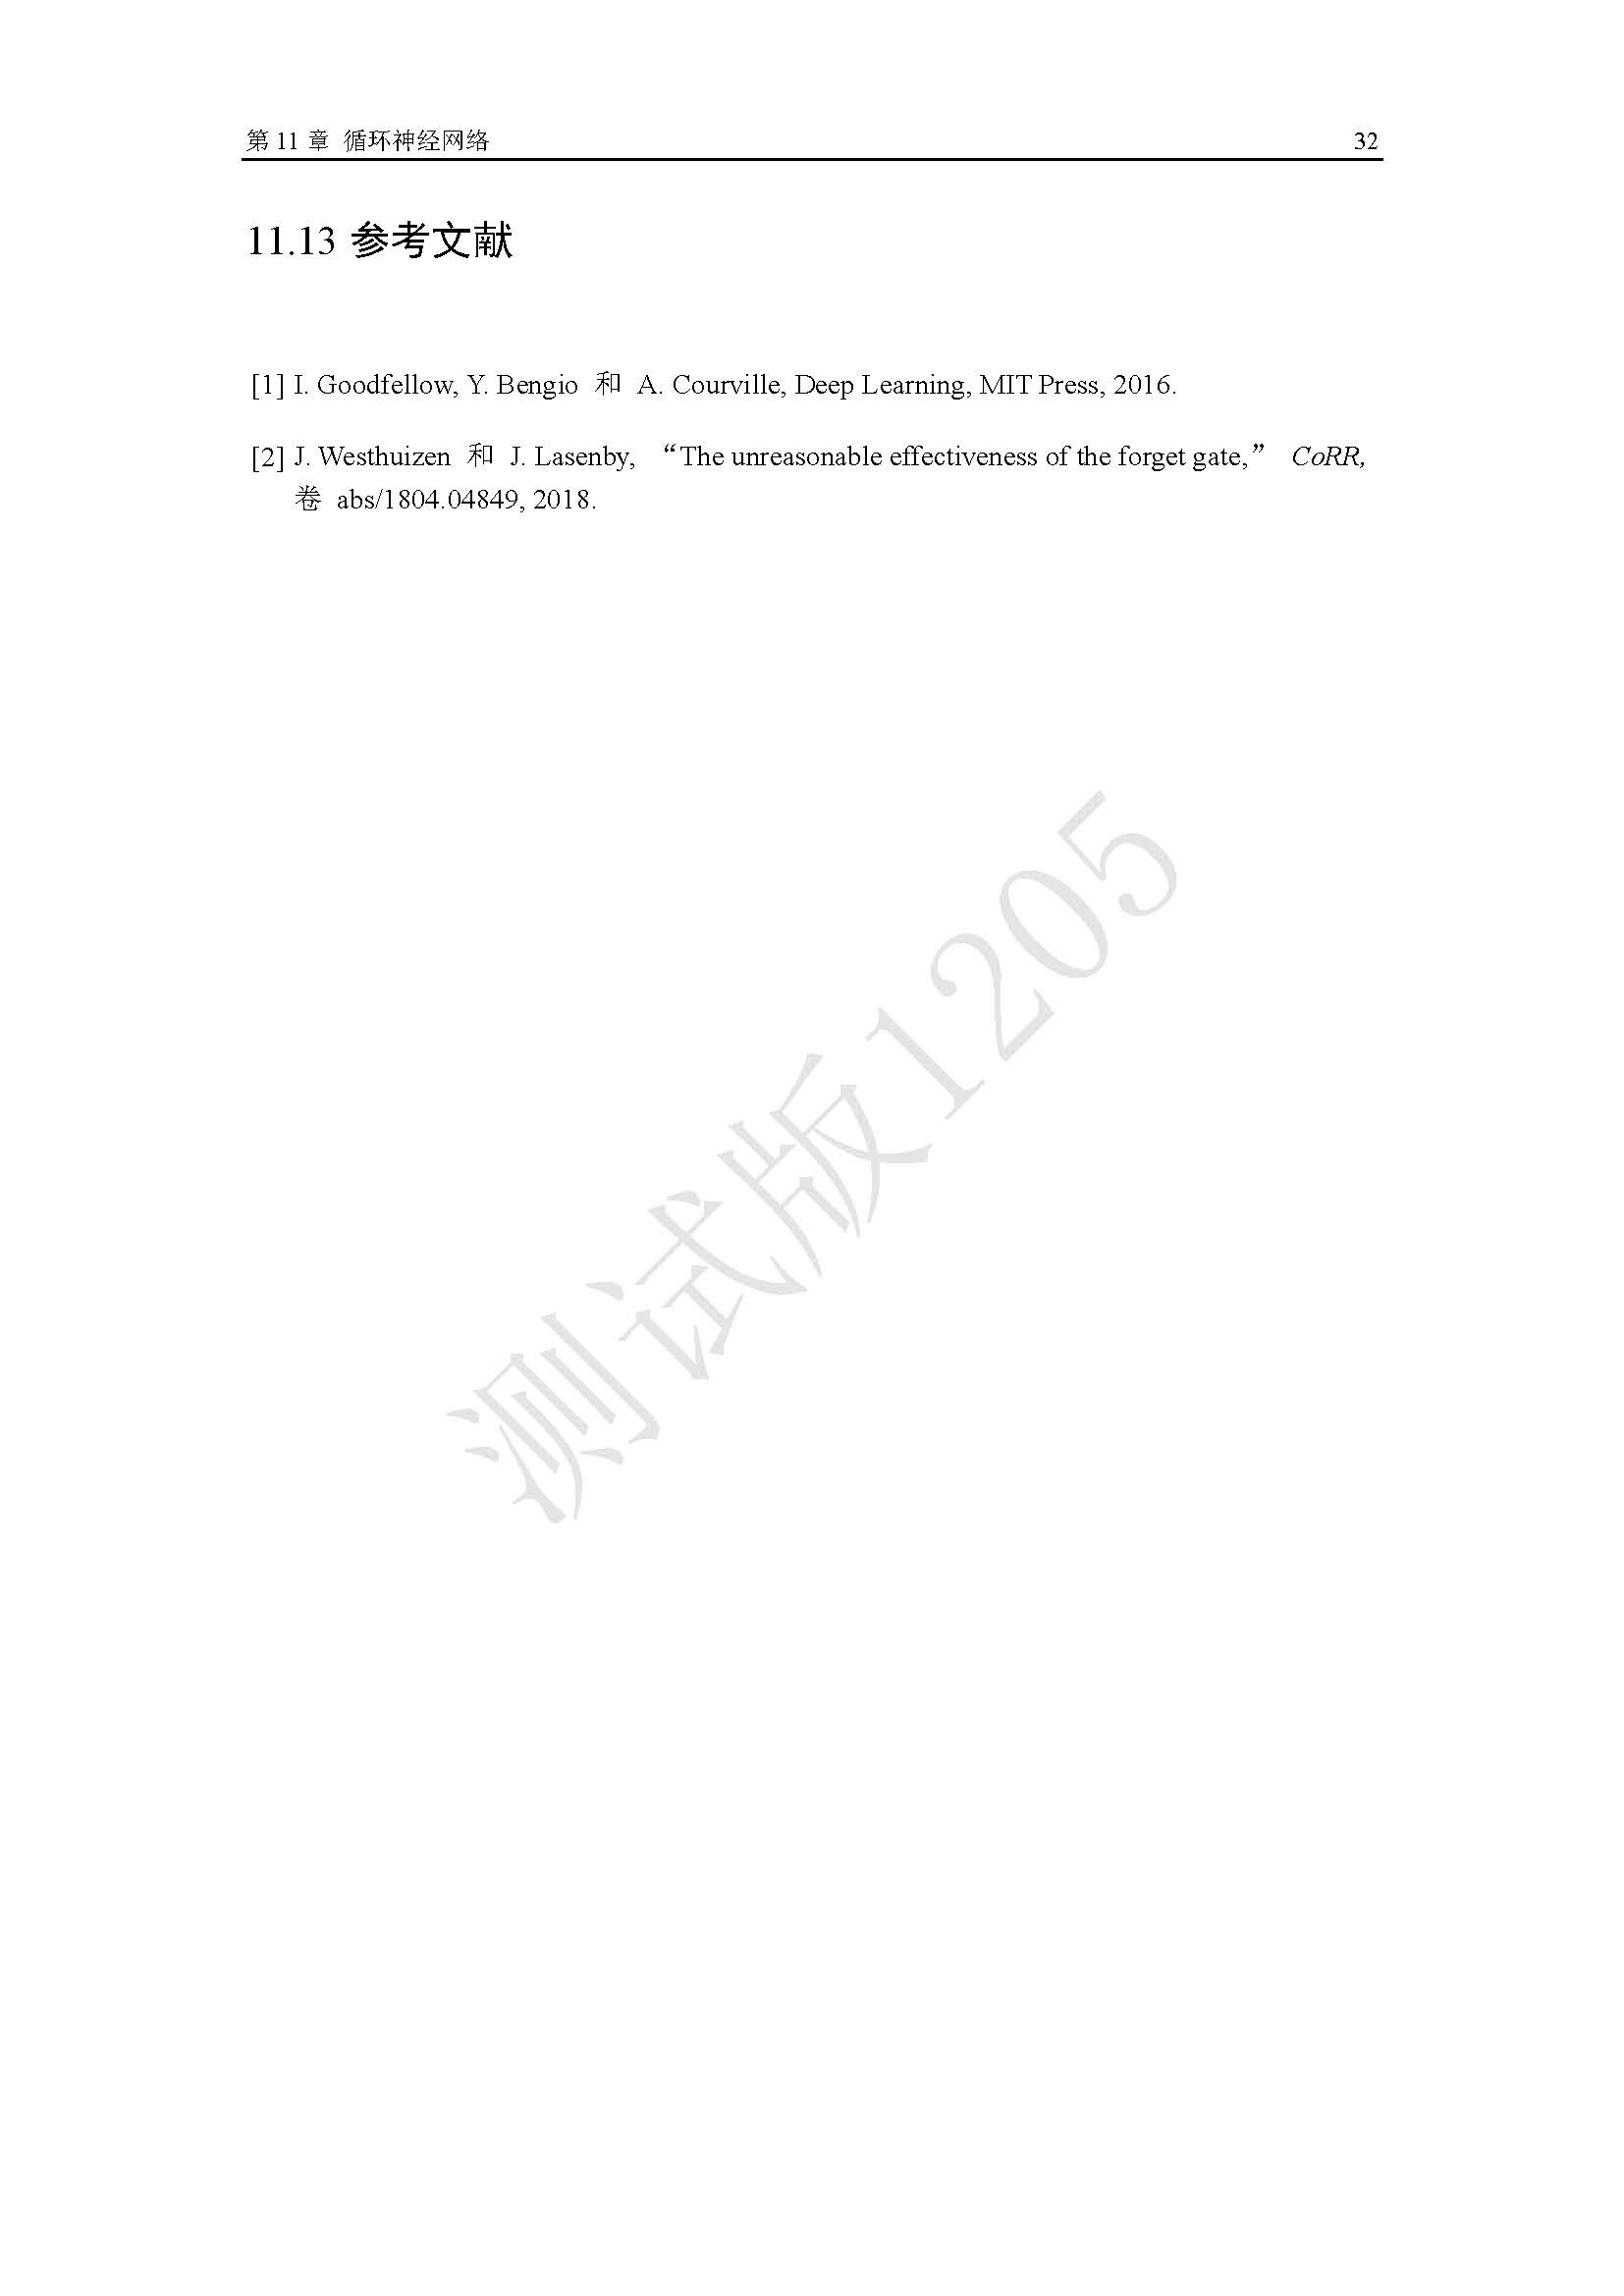 第 11 章 循环神经网络 32
11.13 参考文献
[1] I. Goodfellow, Y. Bengio 和 A. Courville, Deep Learning, MIT Press, 2016.
[2] J. Westhuizen 和 J. Lasenby, “The unreasonable effectiveness of the forget gate,” CoRR,
卷 abs/1804.04849, 2018.
测试版1205